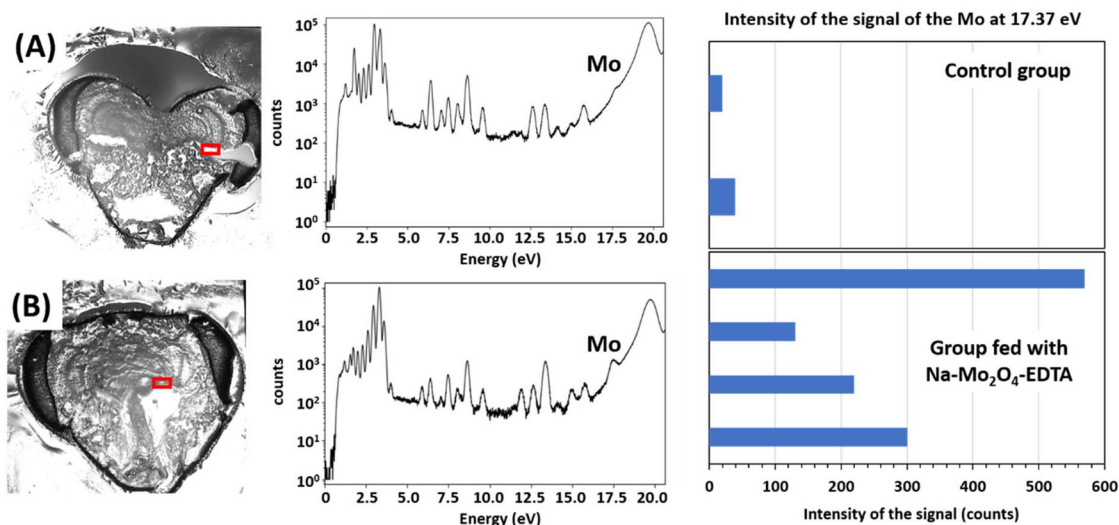 (A)
10⁵
10⁴
10³
10²
10¹
10⁰
counts
Mo
0.0 2.5 5.0 7.5 10.0 12.5 15.0 17.5 20.0
Energy (eV)
(B)
10⁵
10⁴
10³
10²
10¹
10⁰
counts
Mo
0.0 2.5 5.0 7.5 10.0 12.5 15.0 17.5 20.0
Energy (eV)
Intensity of the signal of the Mo at 17.37 eV
Control group
Group fed with
Na-Mo₂O₄-EDTA
0 100 200 300 400 500 600
Intensity of the signal (counts)